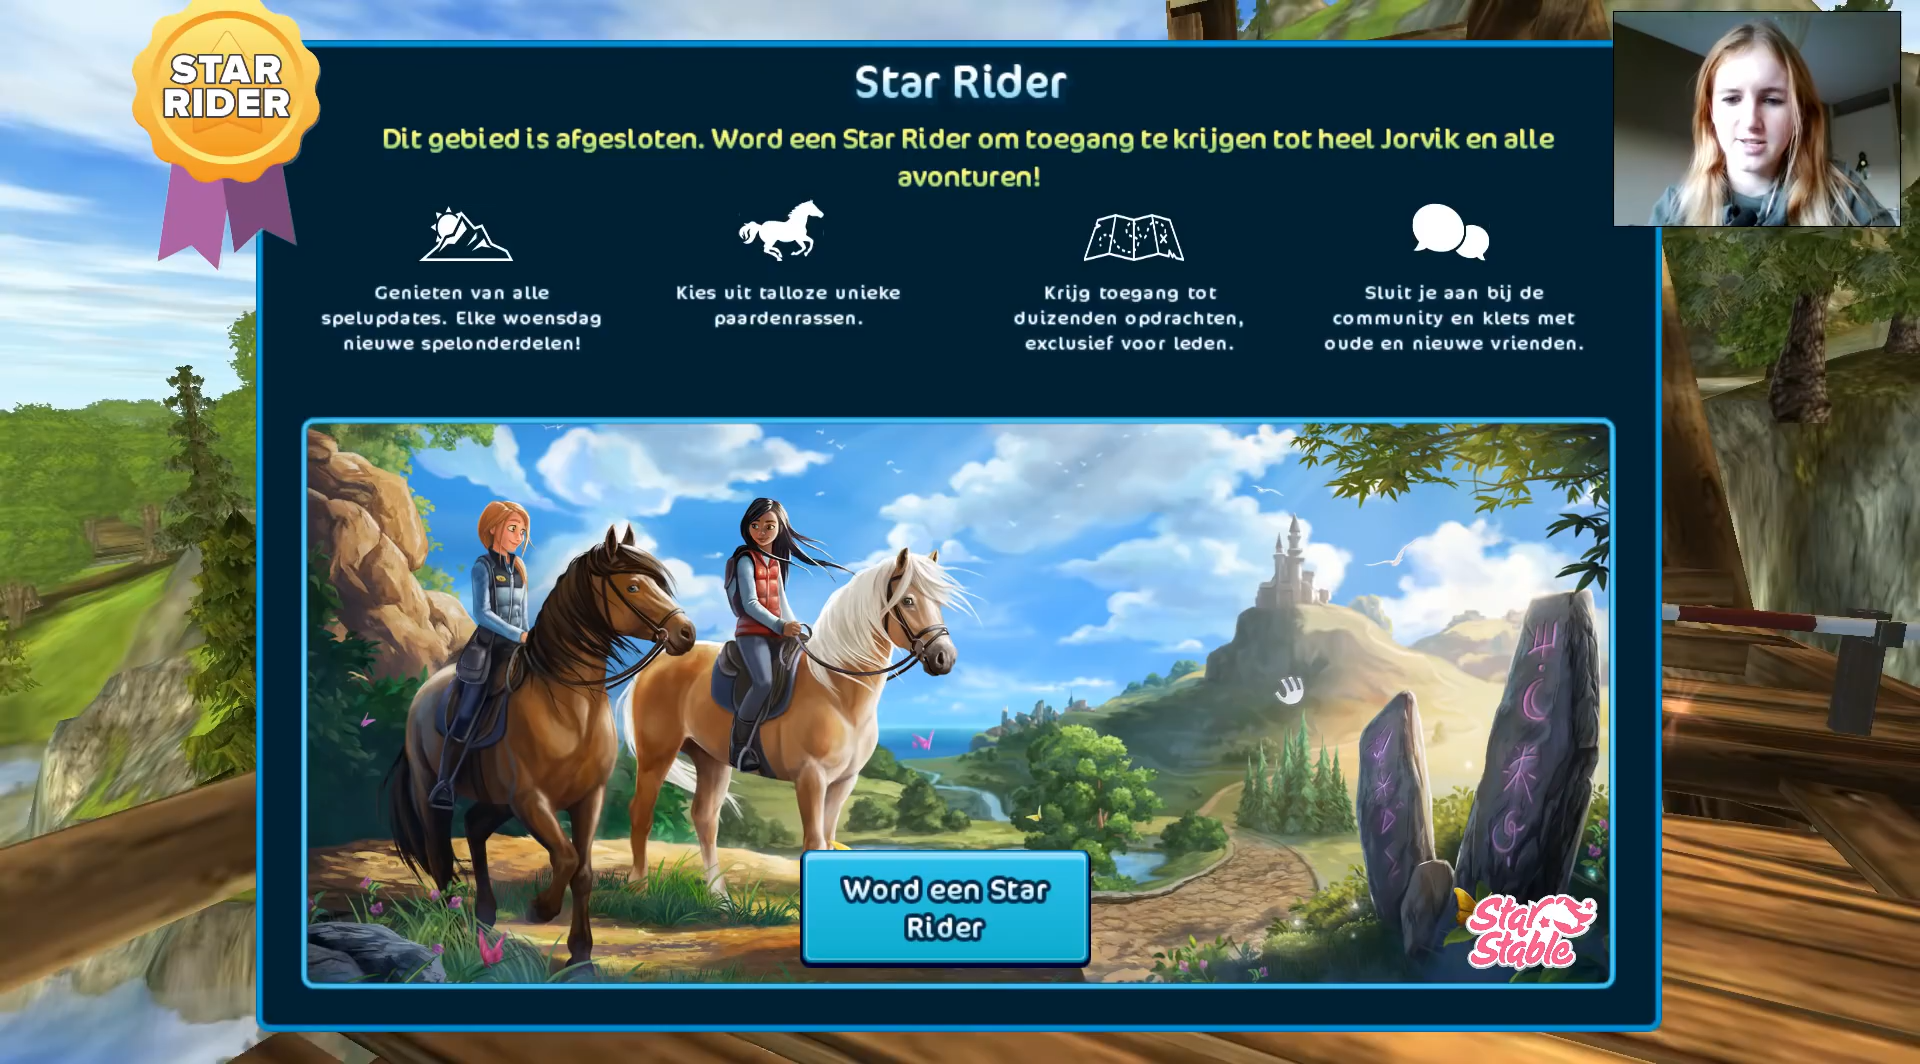 STAR
RIDER
Star Rider
Dit gebied is afgesloten. Word een Star Rider om toegang te krijgen tot heel Jorvik en alle
avonturen!
Genieten van alle
spelupdates. Elke woensdag
nieuwe spelonderdelen!
Kies uit talloze unieke
paardenrassen.
Krijg toegang tot
duizenden opdrachten,
exclusief voor leden.
Sluit je aan bij de
community en klets met
oude en nieuwe vrienden.
Word een Star
Rider
Star
Stable